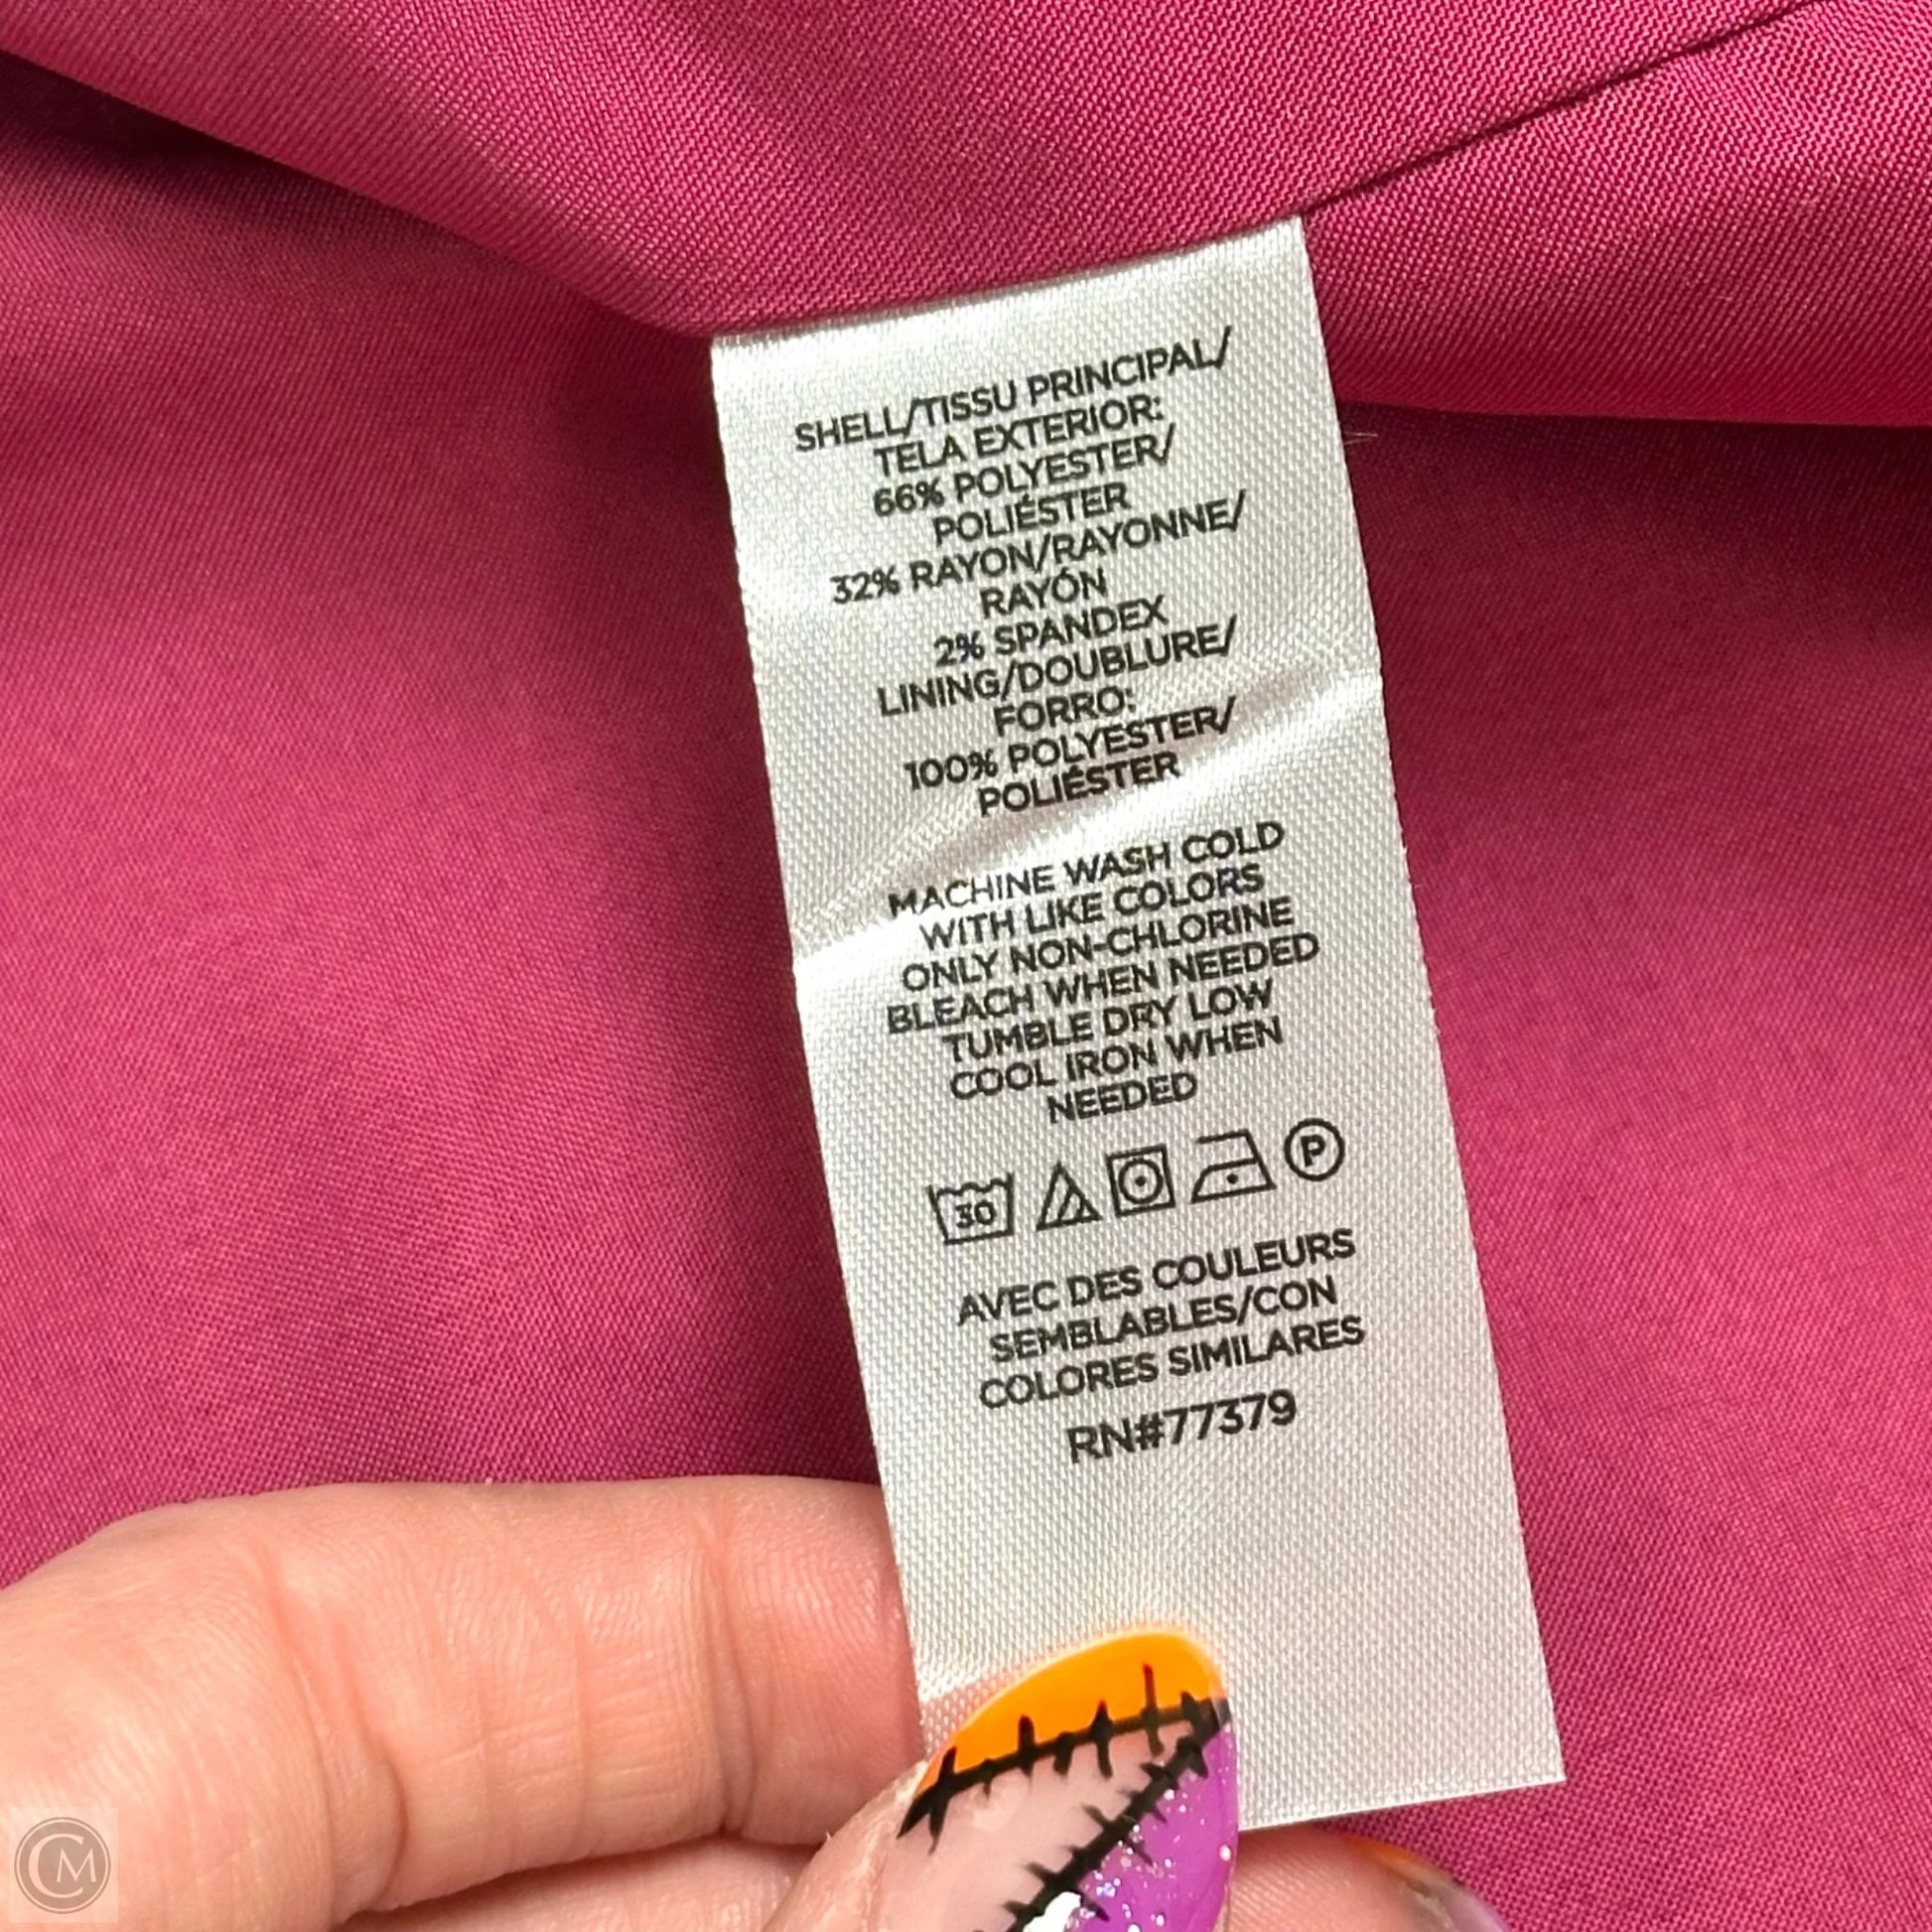 SHELL/TISSU PRINCIPAL/
TELA EXTERIOR:
66% POLYESTER/
POLIÉSTER
32% RAYON/RAYONNE/
RAYÓN
2% SPANDEX
LINING/DOUBLURE/
FORRO:
100% POLYESTER/
POLIÉSTER
MACHINE WASH COLD
WITH LIKE COLORS
ONLY NON-CHLORINE
BLEACH WHEN NEEDED
TUMBLE DRY LOW
COOL IRON WHEN
NEEDED
30 P
AVEC DES COULEURS
SEMBLABLES/CON
COLORES SIMILARES
RN#77379
CM